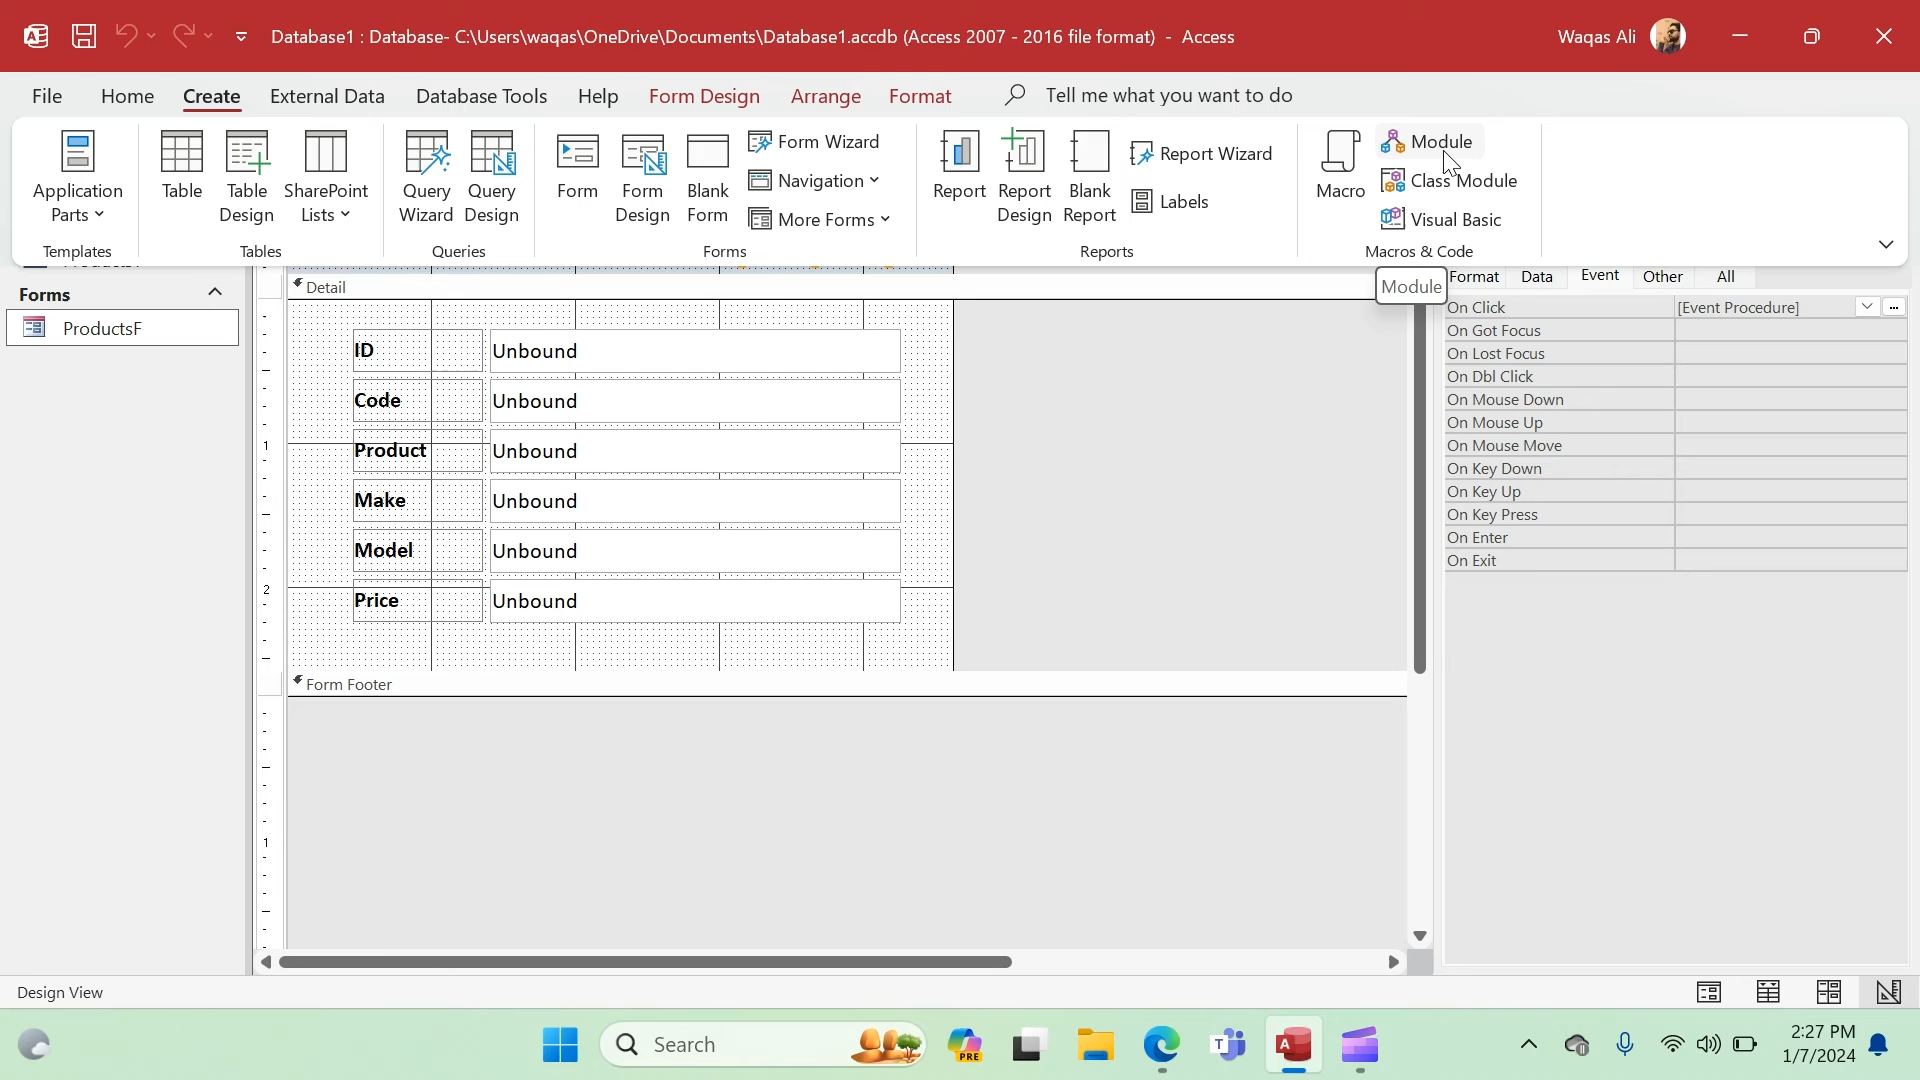 Database1 : Database- C:\Users\waqas\OneDrive\Documents\Database1.accdb (Access 2007 - 2016 file format) - Access
Waqas Ali
File Home Create External Data Database Tools Help Form Design Arrange Format Tell me what you want to do
Application Parts
Table
Table Design
SharePoint Lists
Query Wizard
Query Design
Form
Form Design
Blank Form
Form Wizard
Navigation
More Forms
Report
Report Design
Blank Report
Report Wizard
Labels
Macro
Module
Class Module
Visual Basic
Templates
Tables
Queries
Forms
Reports
Macros & Code
Module
Forms
ProductsF
Detail
ID Unbound
Code Unbound
Product Unbound
Make Unbound
Model Unbound
Price Unbound
Form Footer
1
2
1
Format Data Event Other All
On Click [Event Procedure]
On Got Focus
On Lost Focus
On Dbl Click
On Mouse Down
On Mouse Up
On Mouse Move
On Key Down
On Key Up
On Key Press
On Enter
On Exit
Design View
Search
PRE
2:27 PM
1/7/2024